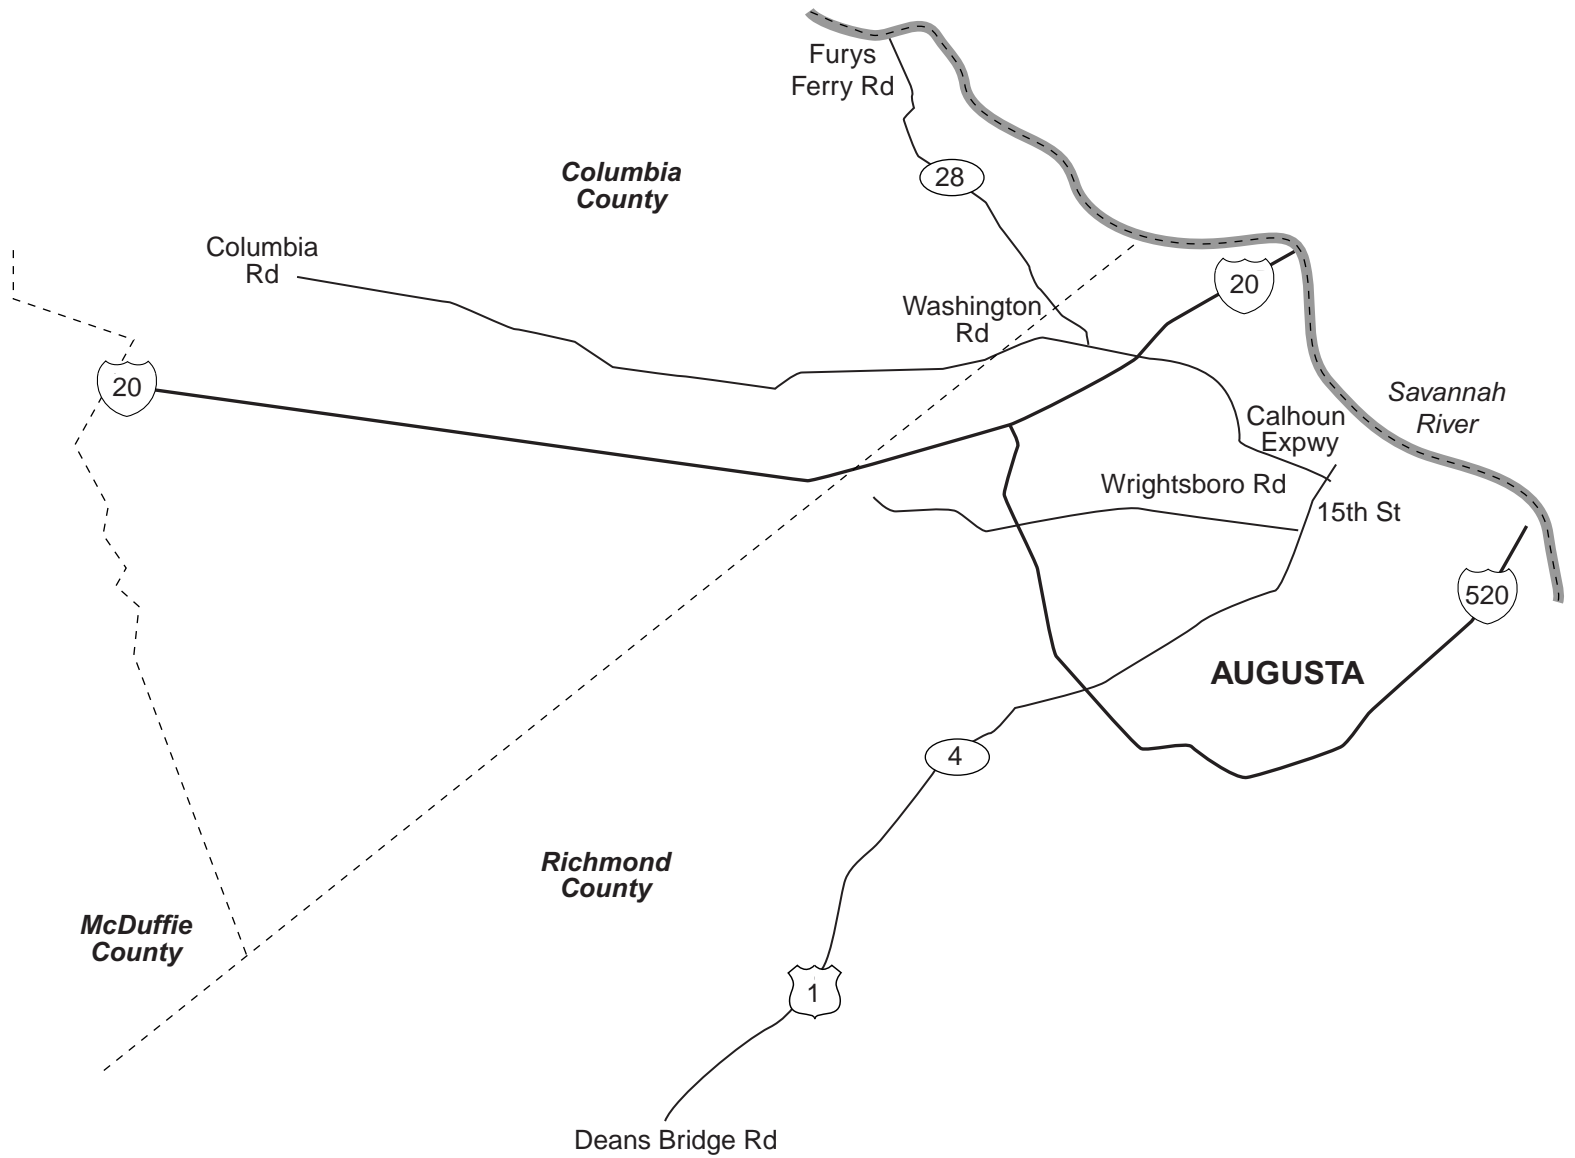 Furys
Ferry Rd
Columbia
County
28
Columbia
Rd
20
Washington
Rd
20
Savannah
River
Calhoun
Expwy
Wrightsboro Rd
15th St
520
AUGUSTA
4
Richmond
County
McDuffie
County
1
Deans Bridge Rd